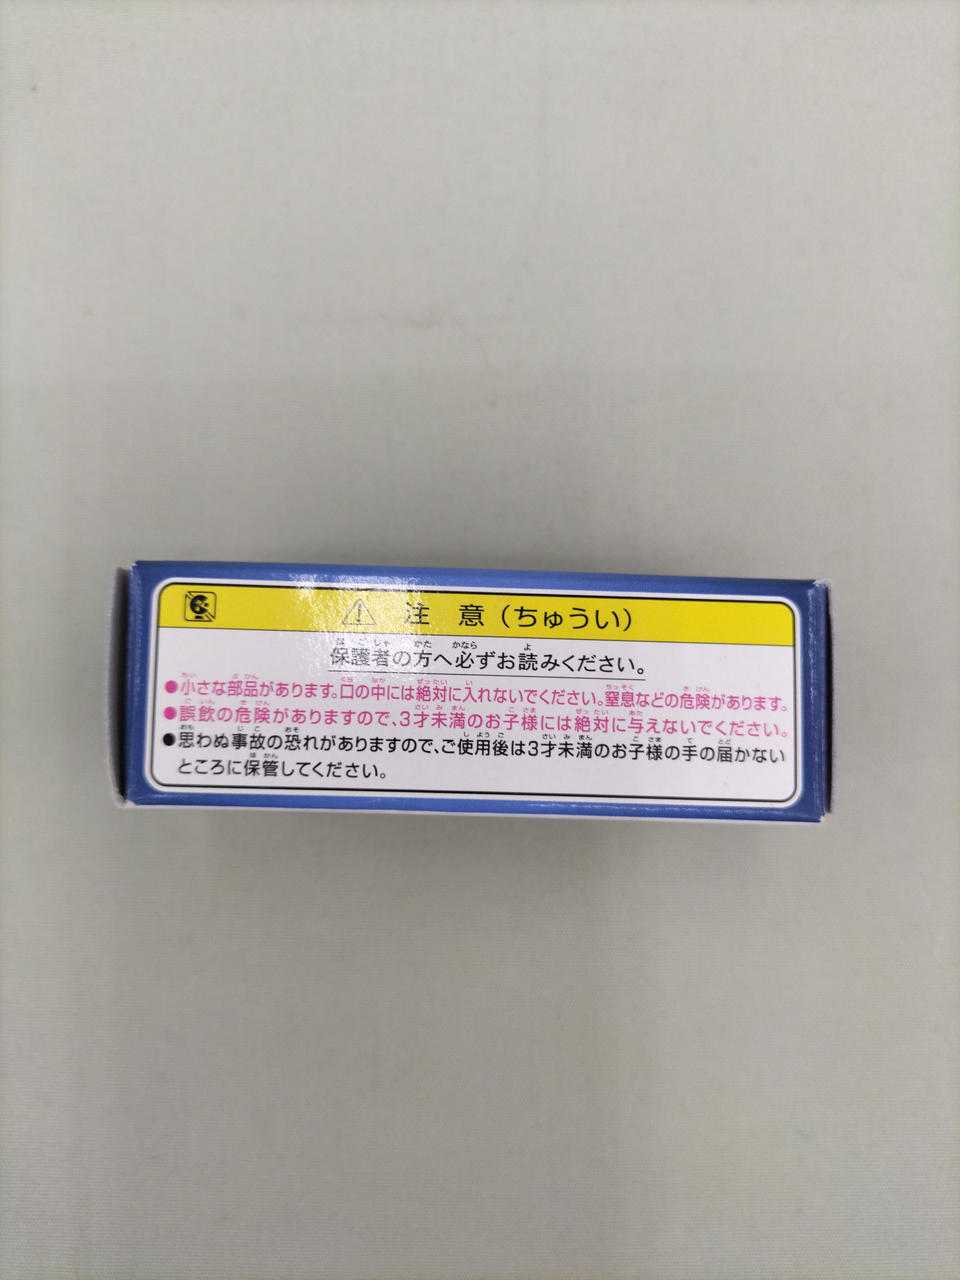 ⚠ 注 意 (ちゅうい)
保護者の方へ必ずお読みください。
●小さな部品があります。口の中には絶対に入れないでください。窒息などの危険があります。
●誤飲の危険がありますので、3才未満のお子様には絶対に与えないでください。
●思わぬ事故の恐れがありますので、ご使用後は3才未満のお子様の手の届かない
ところに保管してください。